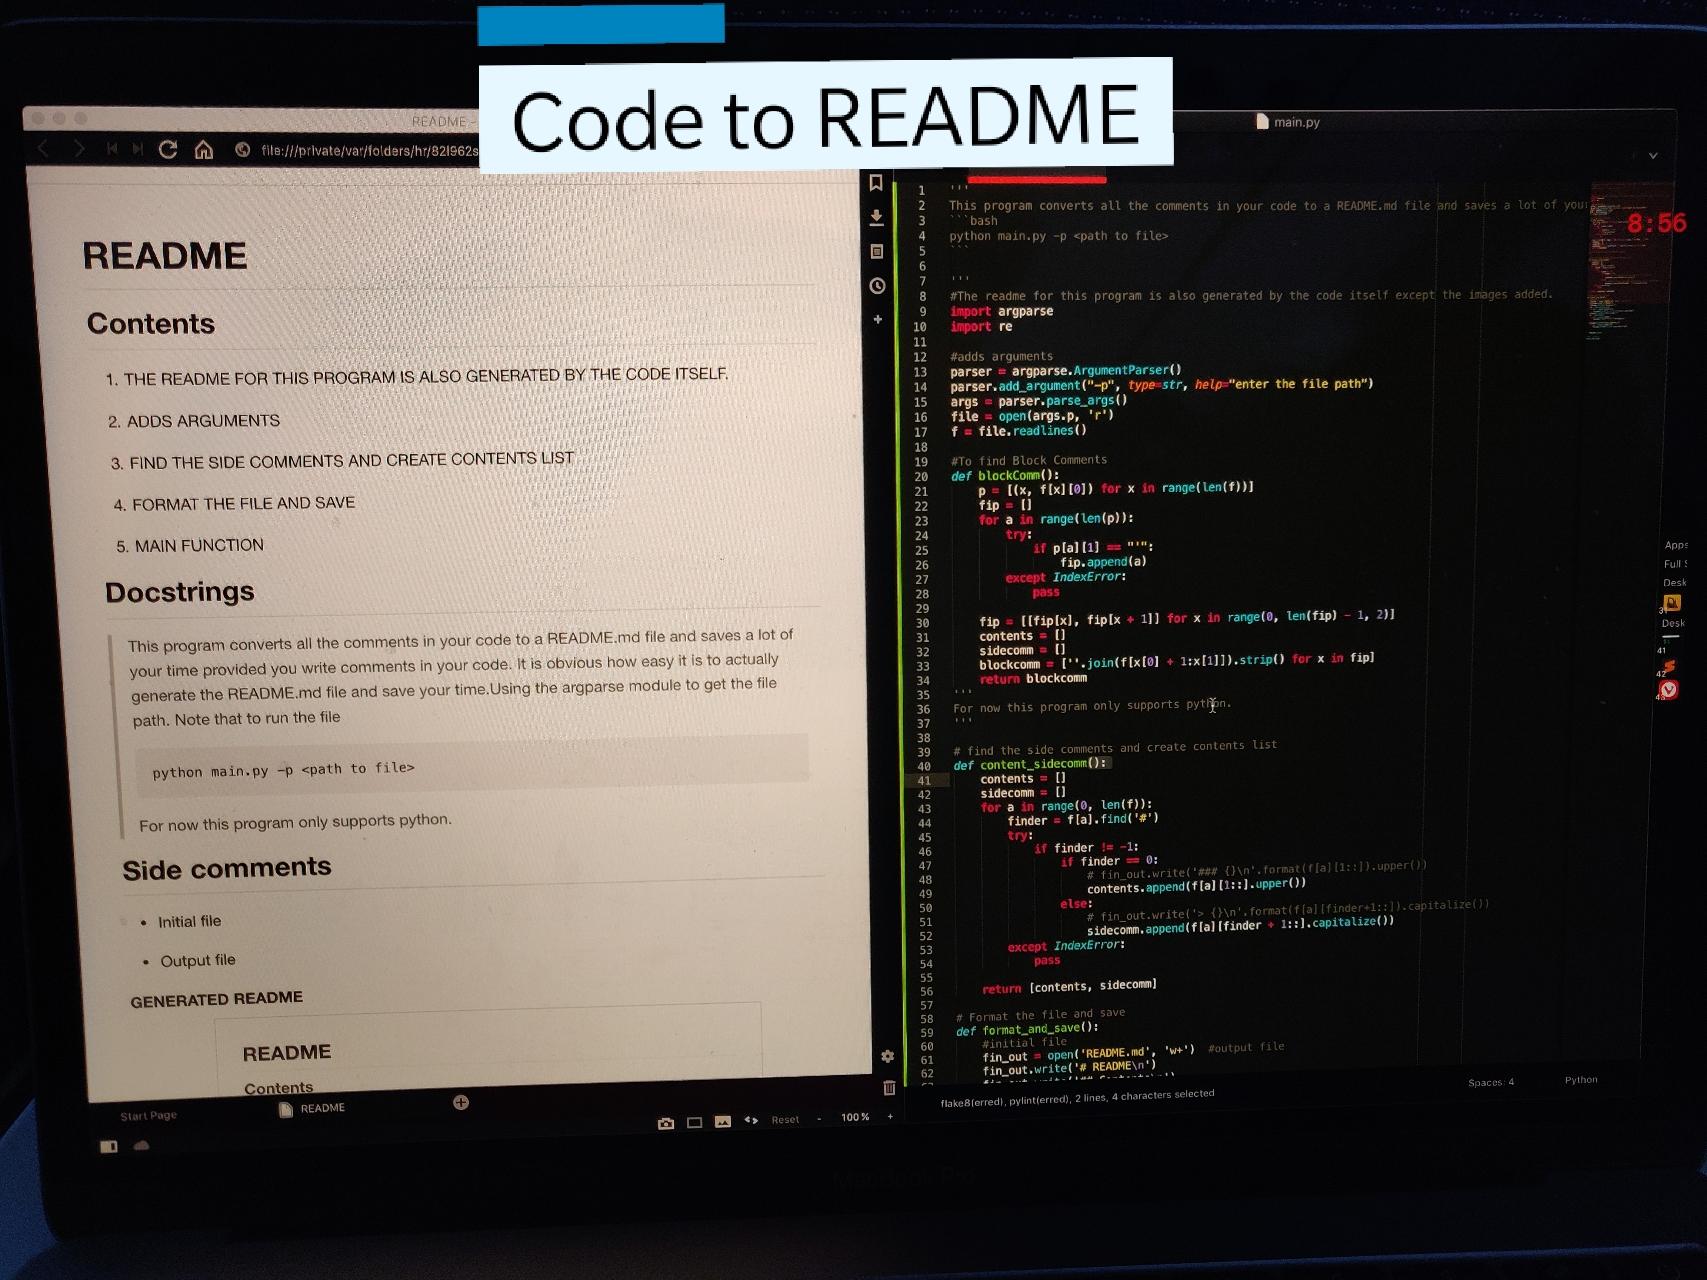 Code to README
README -
main.py
file:///private/var/folders/hr/82l962s
README
Contents
1. THE README FOR THIS PROGRAM IS ALSO GENERATED BY THE CODE ITSELF.
2. ADDS ARGUMENTS
3. FIND THE SIDE COMMENTS AND CREATE CONTENTS LIST
4. FORMAT THE FILE AND SAVE
5. MAIN FUNCTION
Docstrings
This program converts all the comments in your code to a README.md file and saves a lot of
your time provided you write comments in your code. It is obvious how easy it is to actually
generate the README.md file and save your time.Using the argparse module to get the file
path. Note that to run the file
python main.py -p <path to file>
For now this program only supports python.
Side comments
• Initial file
• Output file
GENERATED README
README
Contents
Start Page
README
Reset - 100% +
1 '''
2 This program converts all the comments in your code to a README.md file and saves a lot of your
3 ```bash
4 python main.py -p <path to file>
5 ```
6
7 '''
8 #The readme for this program is also generated by the code itself except the images added.
9 import argparse
10 import re
11
12 #adds arguments
13 parser = argparse.ArgumentParser()
14 parser.add_argument("-p", type=str, help="enter the file path")
15 args = parser.parse_args()
16 file = open(args.p, 'r')
17 f = file.readlines()
18
19 #To find Block Comments
20 def blockComm():
21 p = [(x, f[x][0]) for x in range(len(f))]
22 fip = []
23 for a in range(len(p)):
24 try:
25 if p[a][1] == "'":
26 fip.append(a)
27 except IndexError:
28 pass
29
30 fip = [[fip[x], fip[x + 1]] for x in range(0, len(fip) - 1, 2)]
31 contents = []
32 sidecomm = []
33 blockcomm = [''.join(f[x[0] + 1:x[1]]).strip() for x in fip]
34 return blockcomm
35 '''
36 For now this program only supports python.
37 '''
38
39 # find the side comments and create contents list
40 def content_sidecomm():
41 contents = []
42 sidecomm = []
43 for a in range(0, len(f)):
44 finder = f[a].find('#')
45 try:
46 if finder != -1:
47 if finder == 0:
48 # fin_out.write('### {}\n'.format(f[a][1::]).upper())
49 contents.append(f[a][1::].upper())
50 else:
51 # fin_out.write('> {}\n'.format(f[a][finder+1::]).capitalize())
52 sidecomm.append(f[a][finder + 1::].capitalize())
53 except IndexError:
54 pass
55
56 return [contents, sidecomm]
57
58 # Format the file and save
59 def format_and_save():
60 #initial file
61 fin_out = open('README.md', 'w+') #output file
62 fin_out.write('# README\n')
flake8(erred), pylint(erred), 2 lines, 4 characters selected
Spaces: 4
Python
8:56
Apps
Full S
Desk
Desk
41
42
MacBook Pro